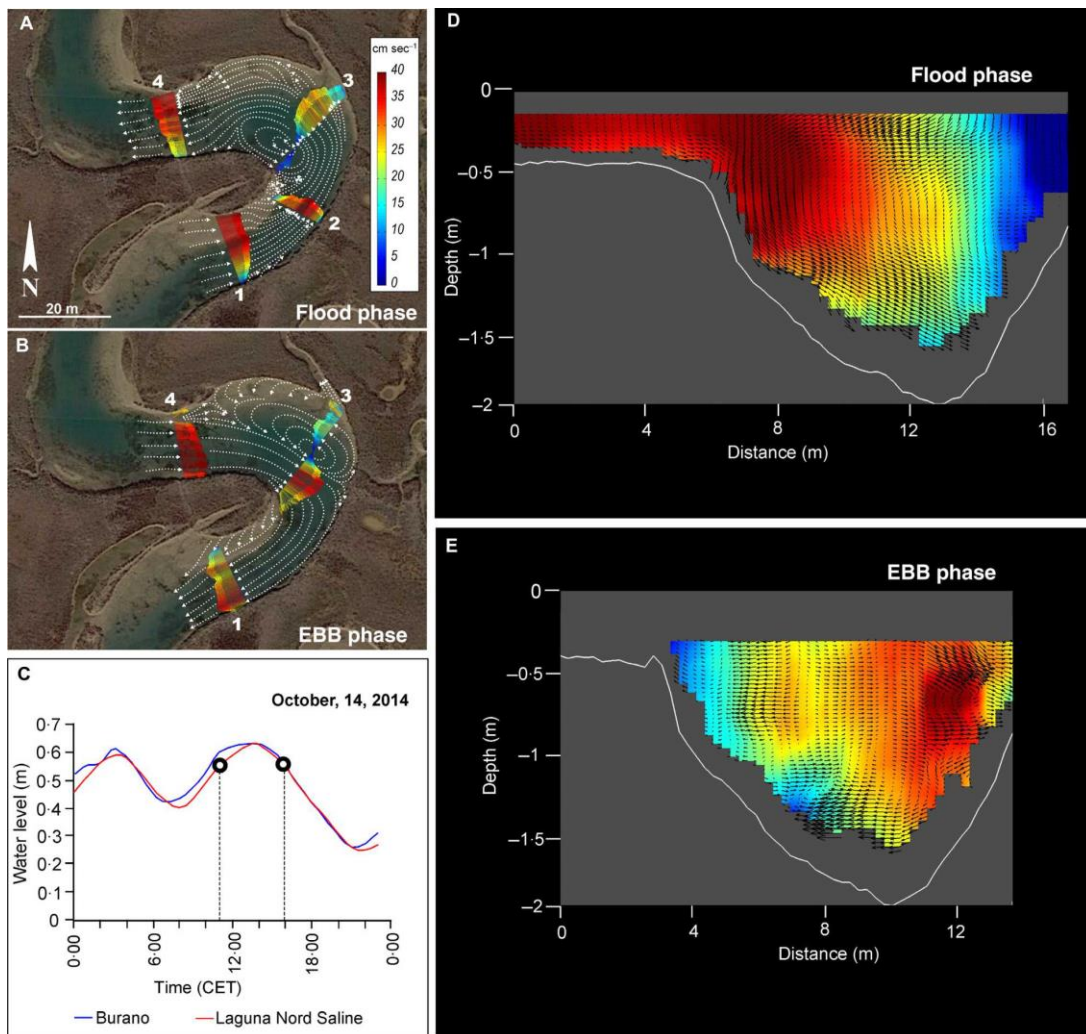 A
cm sec⁻¹
40
35
30
25
20
15
10
5
0
4
3
2
1
N
20 m
Flood phase
B
4
3
1
EBB phase
C
October, 14, 2014
Water level (m)
0·7
0·6
0·5
0·4
0·3
0·2
0·1
0
0·00
6·00
12·00
18·00
0·00
Time (CET)
Burano
Laguna Nord Saline
D
Flood phase
Depth (m)
0
−0·5
−1
−1·5
−2
0 4 8 12 16
Distance (m)
E
EBB phase
Depth (m)
0
−0·5
−1
−1·5
−2
0 4 8 12
Distance (m)